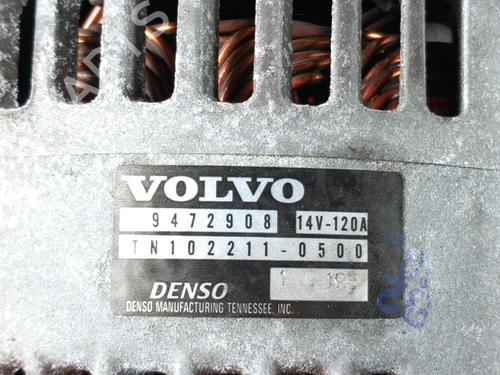 VOLVO
9472908 14V-120A
TN102211-0500
DENSO
DENSO MANUFACTURING TENNESSEE, INC.